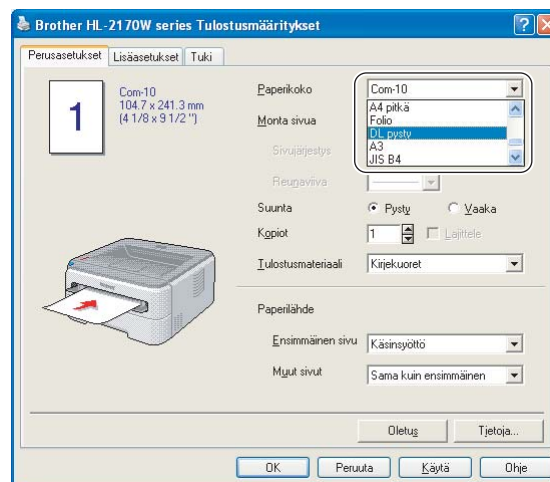 Brother HL-2170W series Tulostusmääritykset
Perusasetukset Lisäasetukset Tuki
1
Com-10
104.7 x 241.3 mm
(4 1/8 x 9 1/2 ")
Paperikoko Com-10
A4 pitkä
Folio
DL pysty
A3
JIS B4
Monta sivua
Sivujärjestys
Reunaviiva
Suunta Pysty Vaaka
Kopiot 1 Lajittele
Tulostusmateriaali Kirjekuoret
Paperilähde
Ensimmäinen sivu Käsinsyöttö
Muut sivut Sama kuin ensimmäinen
Oletus Tietoja...
OK Peruuta Käytä Ohje